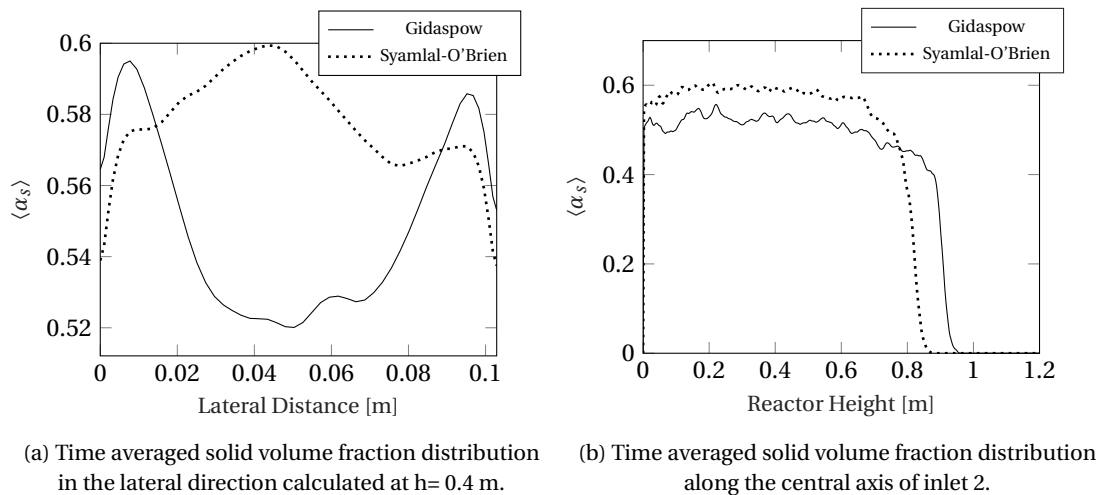 Gidaspow
Syamlal-O'Brien
0.6
0.58
0.56
0.54
0.52
⟨αs⟩
0 0.02 0.04 0.06 0.08 0.1
Lateral Distance [m]
(a) Time averaged solid volume fraction distribution
in the lateral direction calculated at h= 0.4 m.
Gidaspow
Syamlal-O'Brien
0.6
0.4
0.2
0
⟨αs⟩
0 0.2 0.4 0.6 0.8 1 1.2
Reactor Height [m]
(b) Time averaged solid volume fraction distribution
along the central axis of inlet 2.